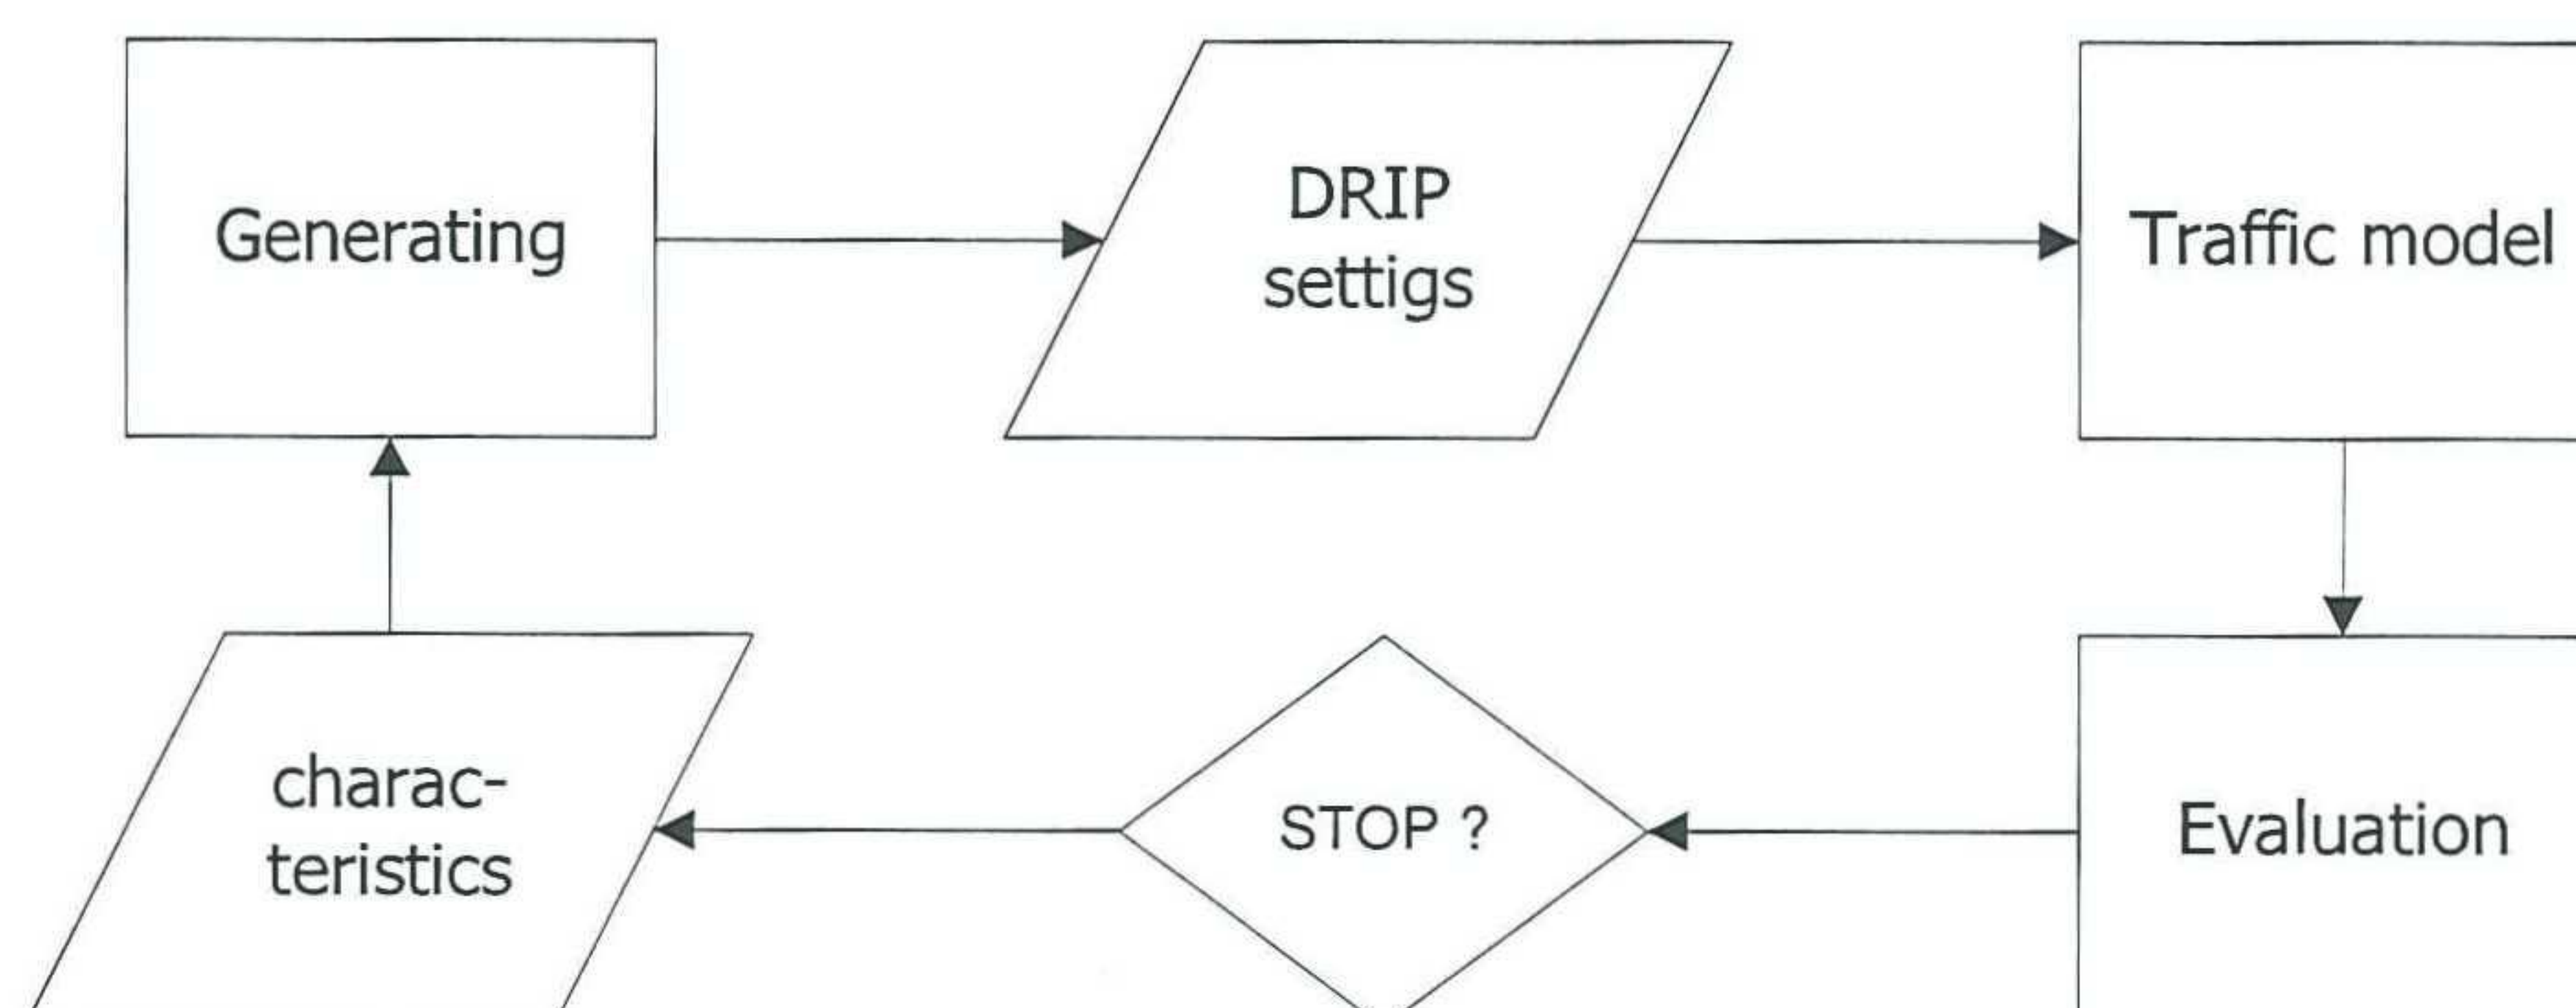 Generating
DRIP
settigs
Traffic model
charac-
teristics
STOP ?
Evaluation